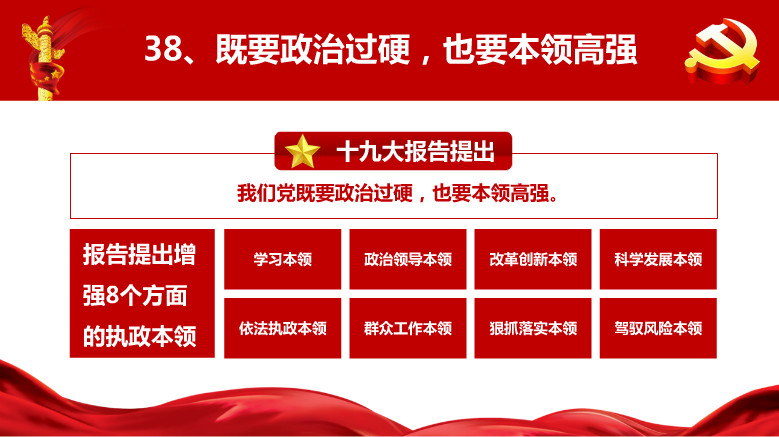 38、既要政治过硬，也要本领高强
十九大报告提出
我们党既要政治过硬，也要本领高强。
报告提出增
强8个方面
的执政本领
学习本领
政治领导本领
改革创新本领
科学发展本领
依法执政本领
群众工作本领
狠抓落实本领
驾驭风险本领